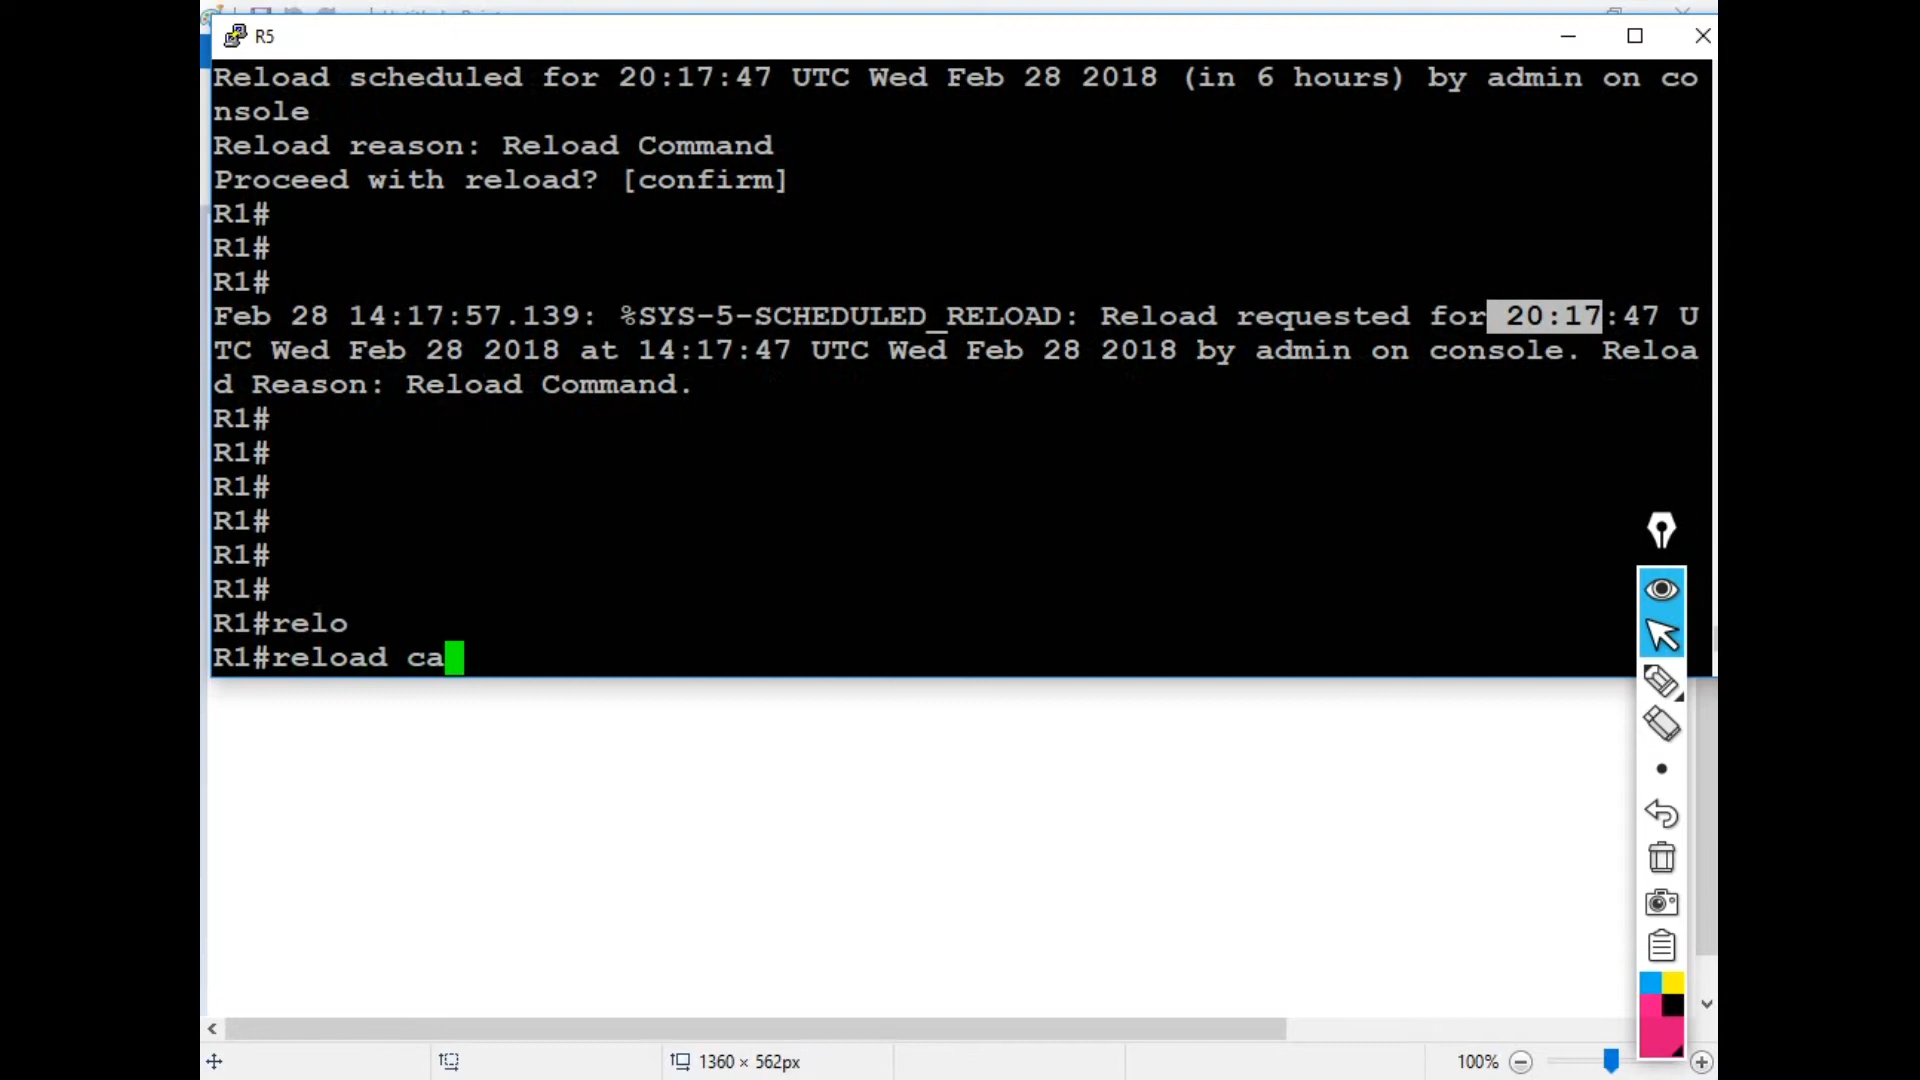 R5
Reload scheduled for 20:17:47 UTC Wed Feb 28 2018 (in 6 hours) by admin on co
nsole
Reload reason: Reload Command
Proceed with reload? [confirm]
R1#
R1#
R1#
Feb 28 14:17:57.139: %SYS-5-SCHEDULED_RELOAD: Reload requested for 20:17:47 U
TC Wed Feb 28 2018 at 14:17:47 UTC Wed Feb 28 2018 by admin on console. Reloa
d Reason: Reload Command.
R1#
R1#
R1#
R1#
R1#
R1#
R1#relo
R1#reload ca
1360 × 562px
100%